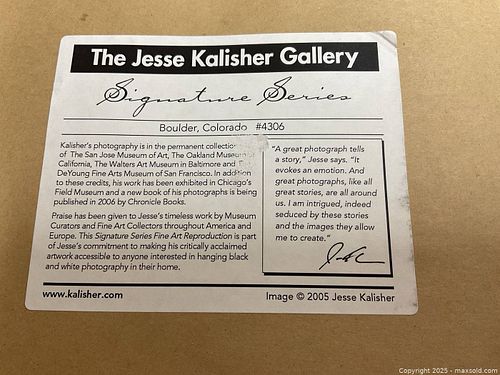 The Jesse Kalisher Gallery
Signature Series
Boulder, Colorado #4306
Kalisher's photography is in the permanent collection
of The San Jose Museum of Art, The Oakland Museum
California, The Walters Art Museum in Baltimore and
DeYoung Fine Arts Museum of San Francisco. In addition
to these credits, his work has been exhibited in Chicago's
Field Museum and a new book of his photographs is being
published in 2006 by Chronicle Books.
Praise has been given to Jesse's timeless work by Museum
Curators and Fine Art Collectors throughout America and
Europe. This Signature Series Fine Art Reproduction is part
of Jesse's commitment to making his critically acclaimed
artwork accessible to anyone interested in hanging black
and white photography in their home.
"A great photograph tells
a story," Jesse says. "It
evokes an emotion. And
great photographs, like all
great stories, are all around
us. I am intrigued, indeed
seduced by these stories
and the images they allow
me to create."
www.kalisher.com
Image © 2005 Jesse Kalisher
Copyright 2025 - maxsold.com